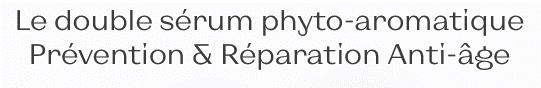 Le double sérum phyto-aromatique
Prévention & Réparation Anti-âge